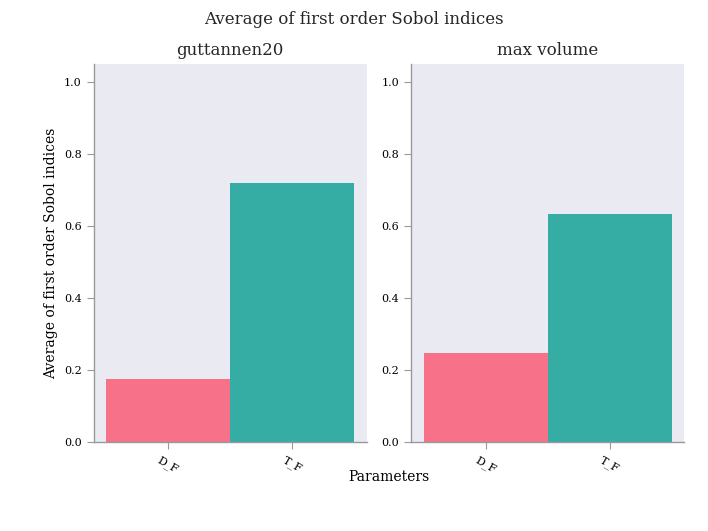 Average of first order Sobol indices
guttannen20
max volume
Average of first order Sobol indices
1.0
0.8
0.6
0.4
0.2
0.0
D_F
T_F
1.0
0.8
0.6
0.4
0.2
0.0
D_F
T_F
Parameters